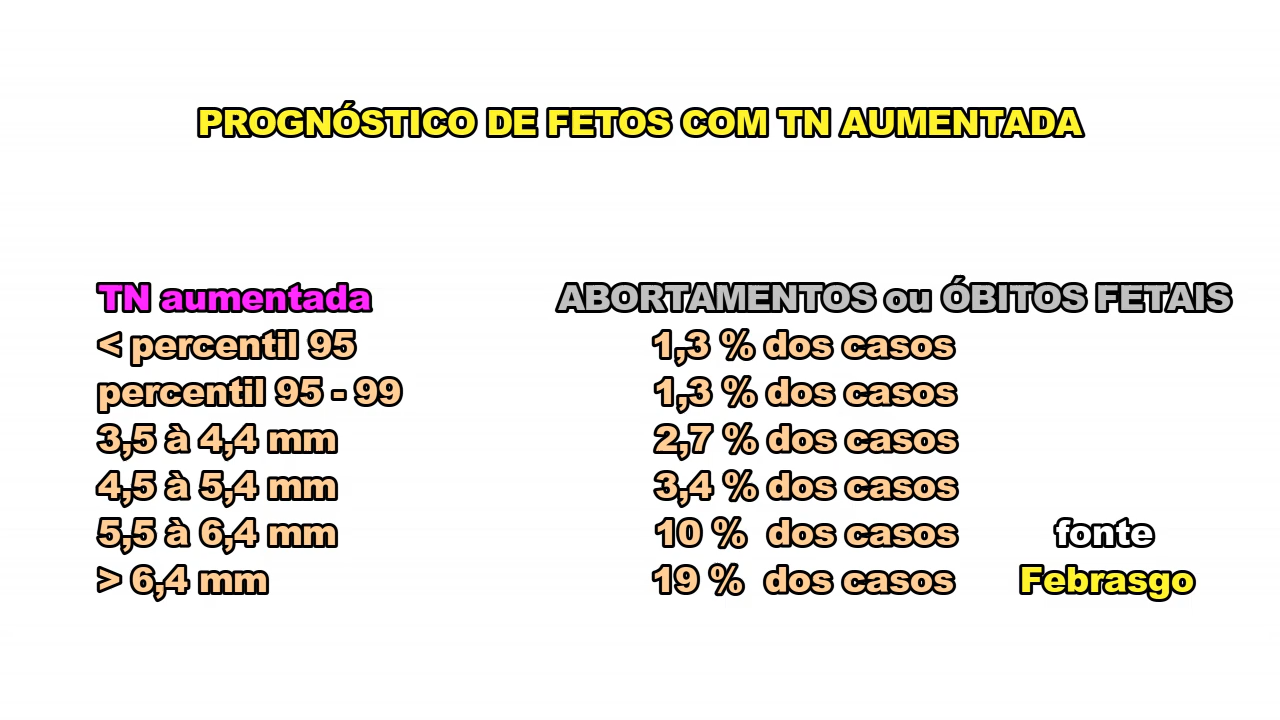 PROGNÓSTICO DE FETOS COM TN AUMENTADA
TN aumentada ABORTAMENTOS ou ÓBITOS FETAIS
< percentil 95 1,3 % dos casos
percentil 95 - 99 1,3 % dos casos
3,5 à 4,4 mm 2,7 % dos casos
4,5 à 5,4 mm 3,4 % dos casos
5,5 à 6,4 mm 10 % dos casos fonte
> 6,4 mm 19 % dos casos Febrasgo